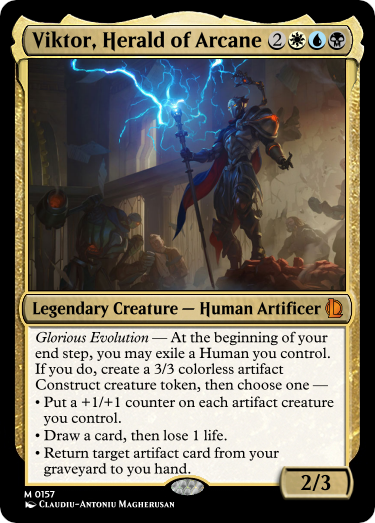 Viktor, Herald of Arcane 2
Legendary Creature — Human Artificer
Glorious Evolution — At the beginning of your
end step, you may exile a Human you control.
If you do, create a 3/3 colorless artifact
Construct creature token, then choose one —
• Put a +1/+1 counter on each artifact creature
you control.
• Draw a card, then lose 1 life.
• Return target artifact card from your
graveyard to you hand.
2/3
M 0157
Claudiu-Antoniu Magherusan